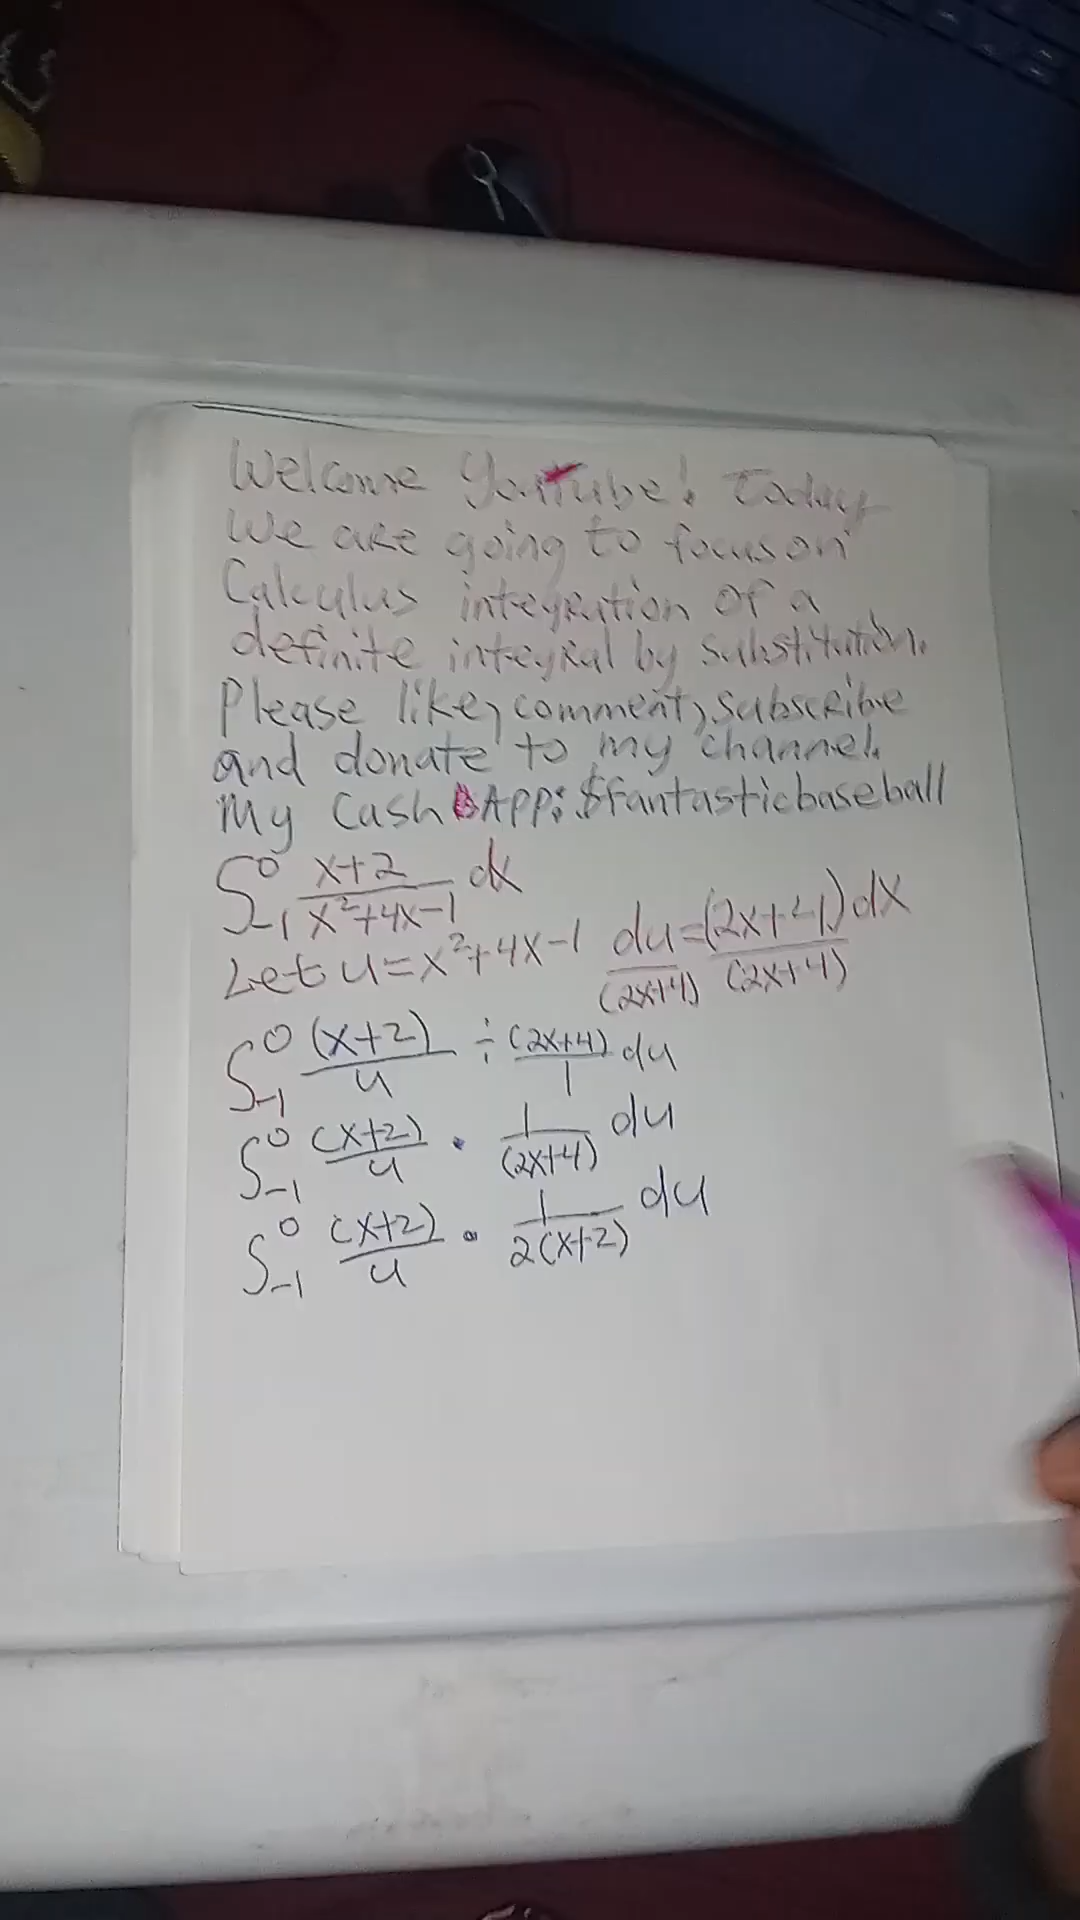 Welcome YouTube! Today
we are going to focus on
Calculus integration of a
definite integral by substitution.
Please like, comment, subscribe
and donate to my channel.
My Cash App: $fantasticbaseball
∫₋₁⁰ (x+2)/(x²+4x-1) dx
Let u=x²+4x-1 du/(2x+4)=(2x+4)dx/(2x+4)
∫₋₁⁰ (x+2)/u ÷ (2x+4)/1 du
∫₋₁⁰ (x+2)/u · 1/(2x+4) du
∫₋₁⁰ (x+2)/u · 1/2(x+2) du